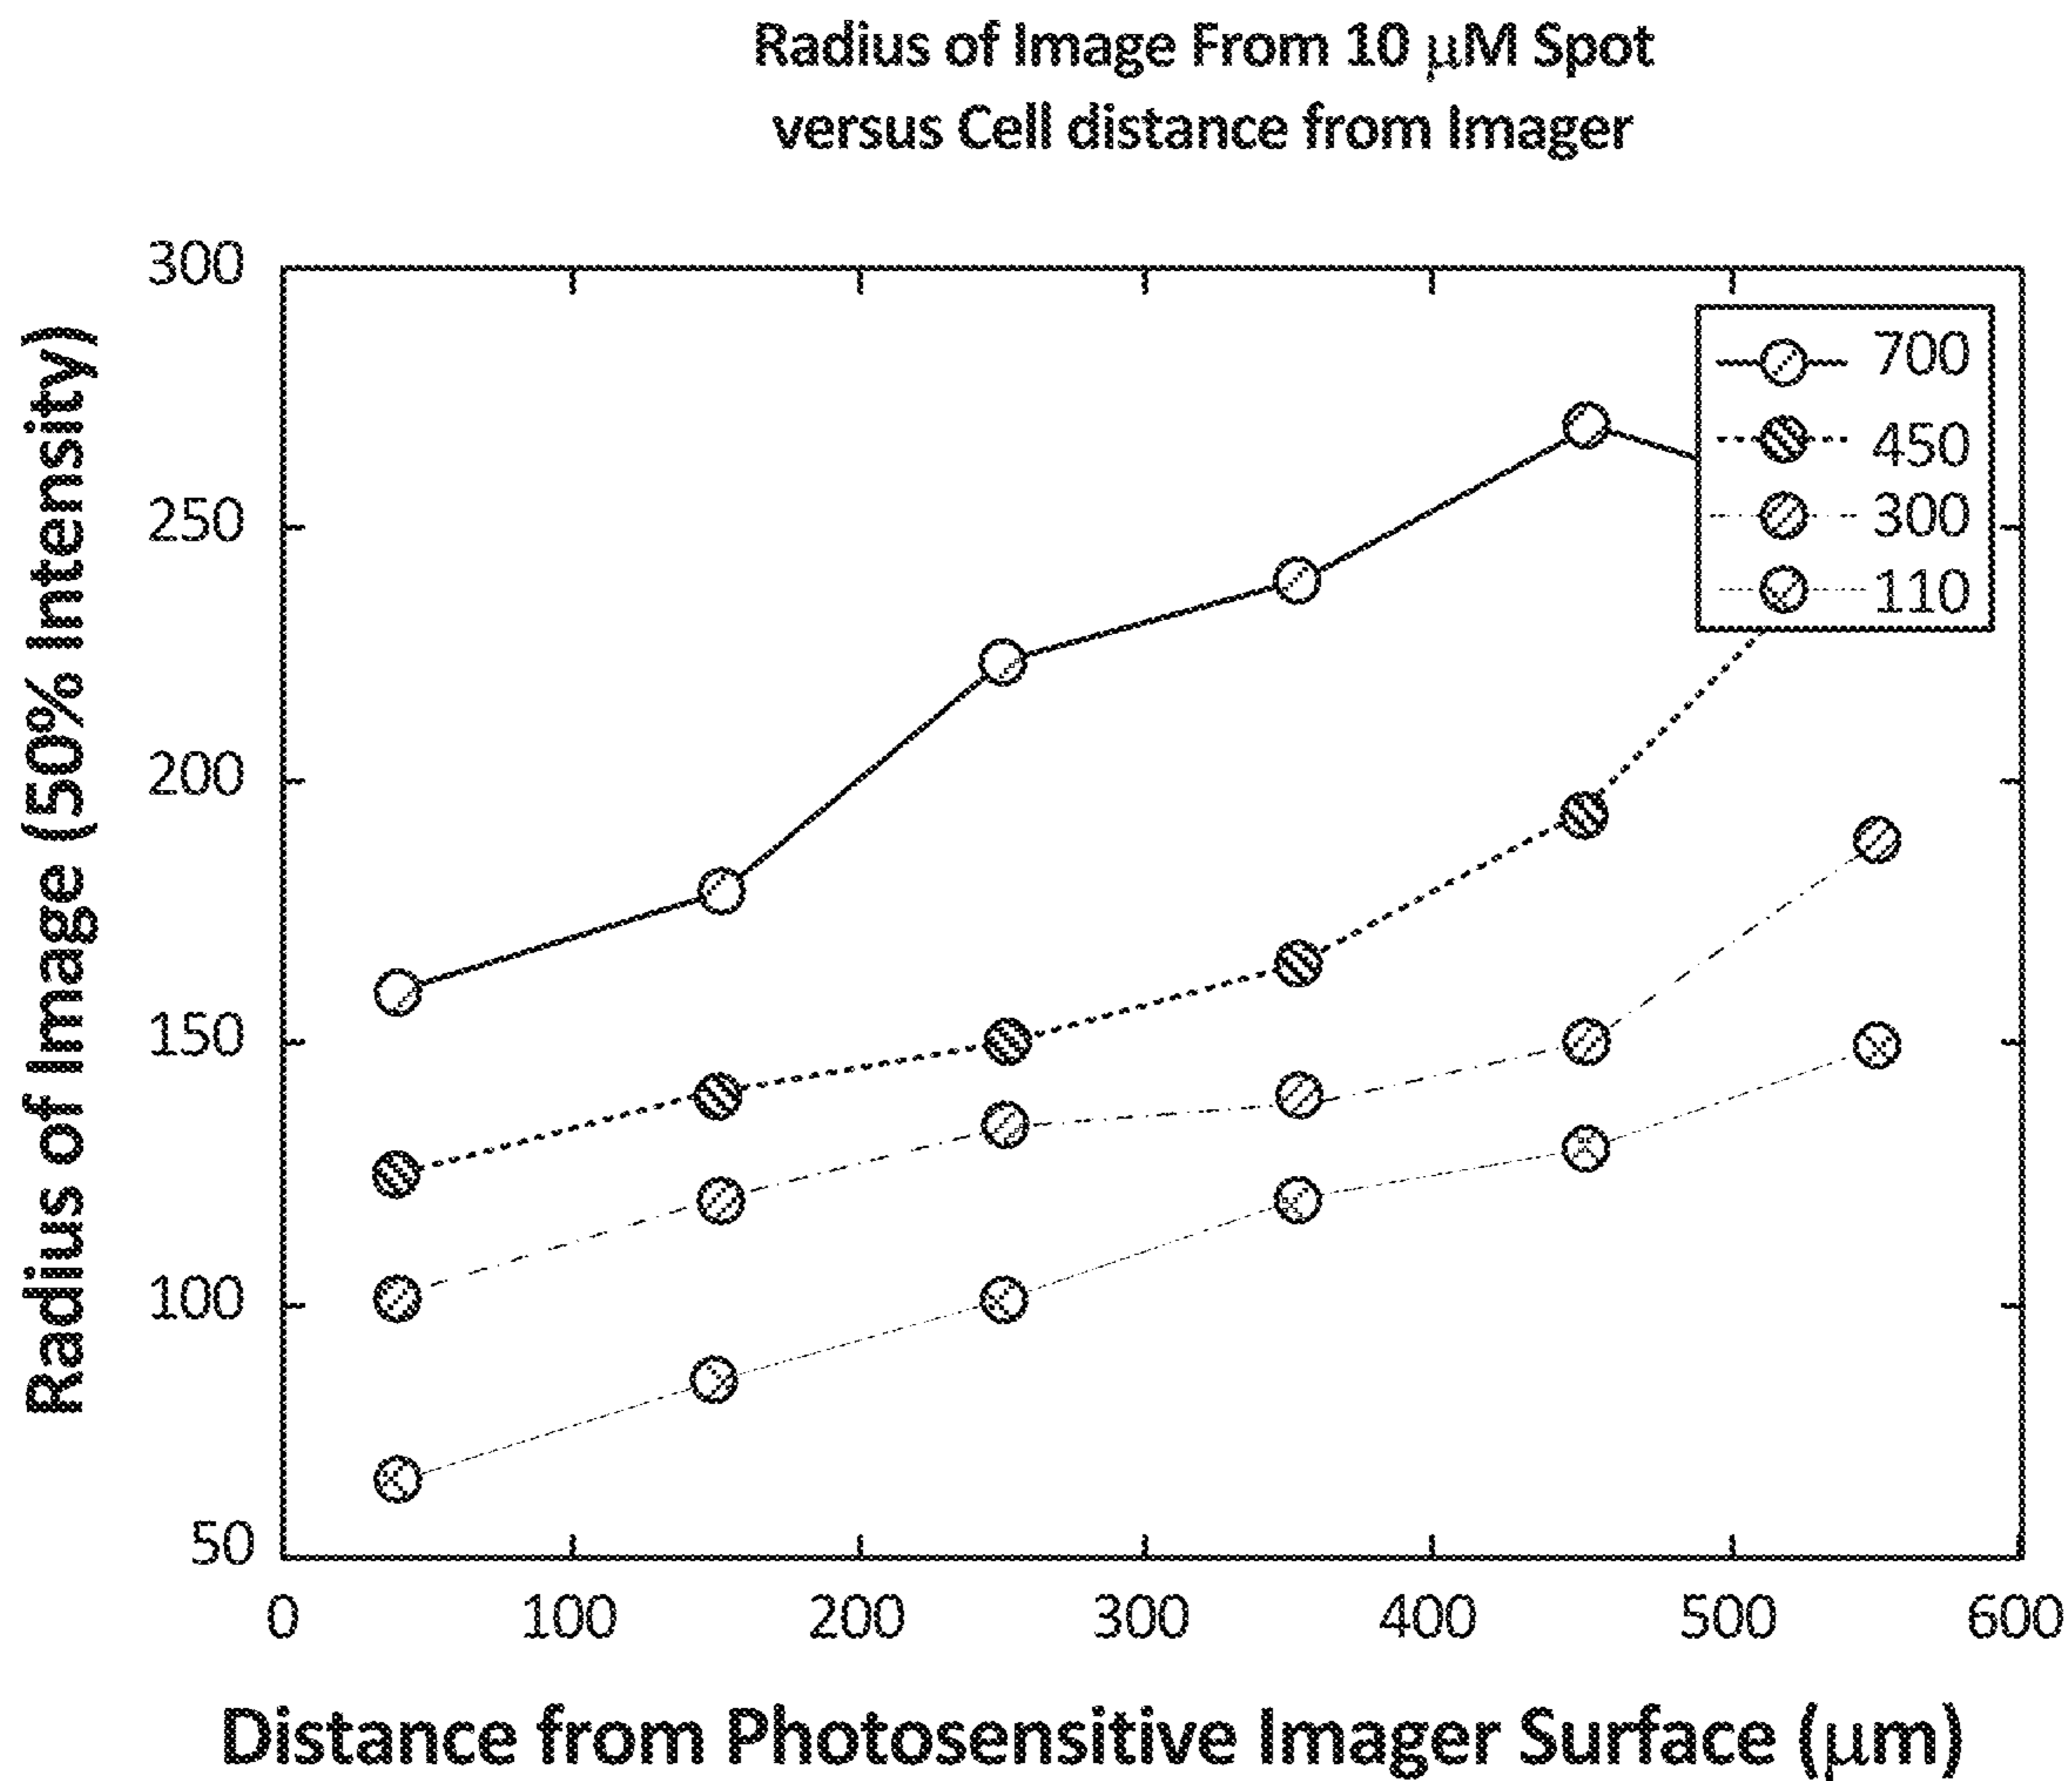 Radius of Image From 10 μM Spot
versus Cell distance from Imager
Radius of Image (50% Intensity)
300
250
200
150
100
50
700
450
300
110
0 100 200 300 400 500 600
Distance from Photosensitive Imager Surface (μm)